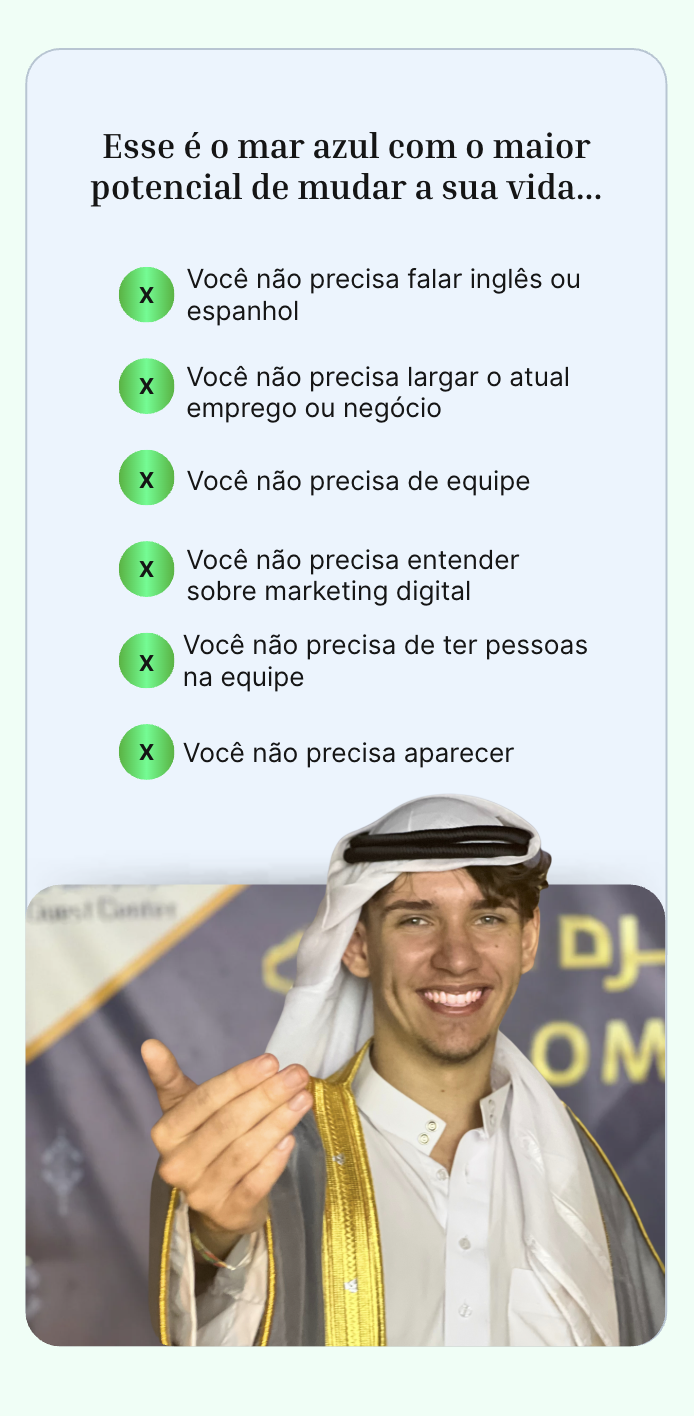 Esse é o mar azul com o maior
potencial de mudar a sua vida...
X
Você não precisa falar inglês ou
espanhol
X
Você não precisa largar o atual
emprego ou negócio
X
Você não precisa de equipe
X
Você não precisa entender
sobre marketing digital
X
Você não precisa de ter pessoas
na equipe
X
Você não precisa aparecer
Guest Center
OM